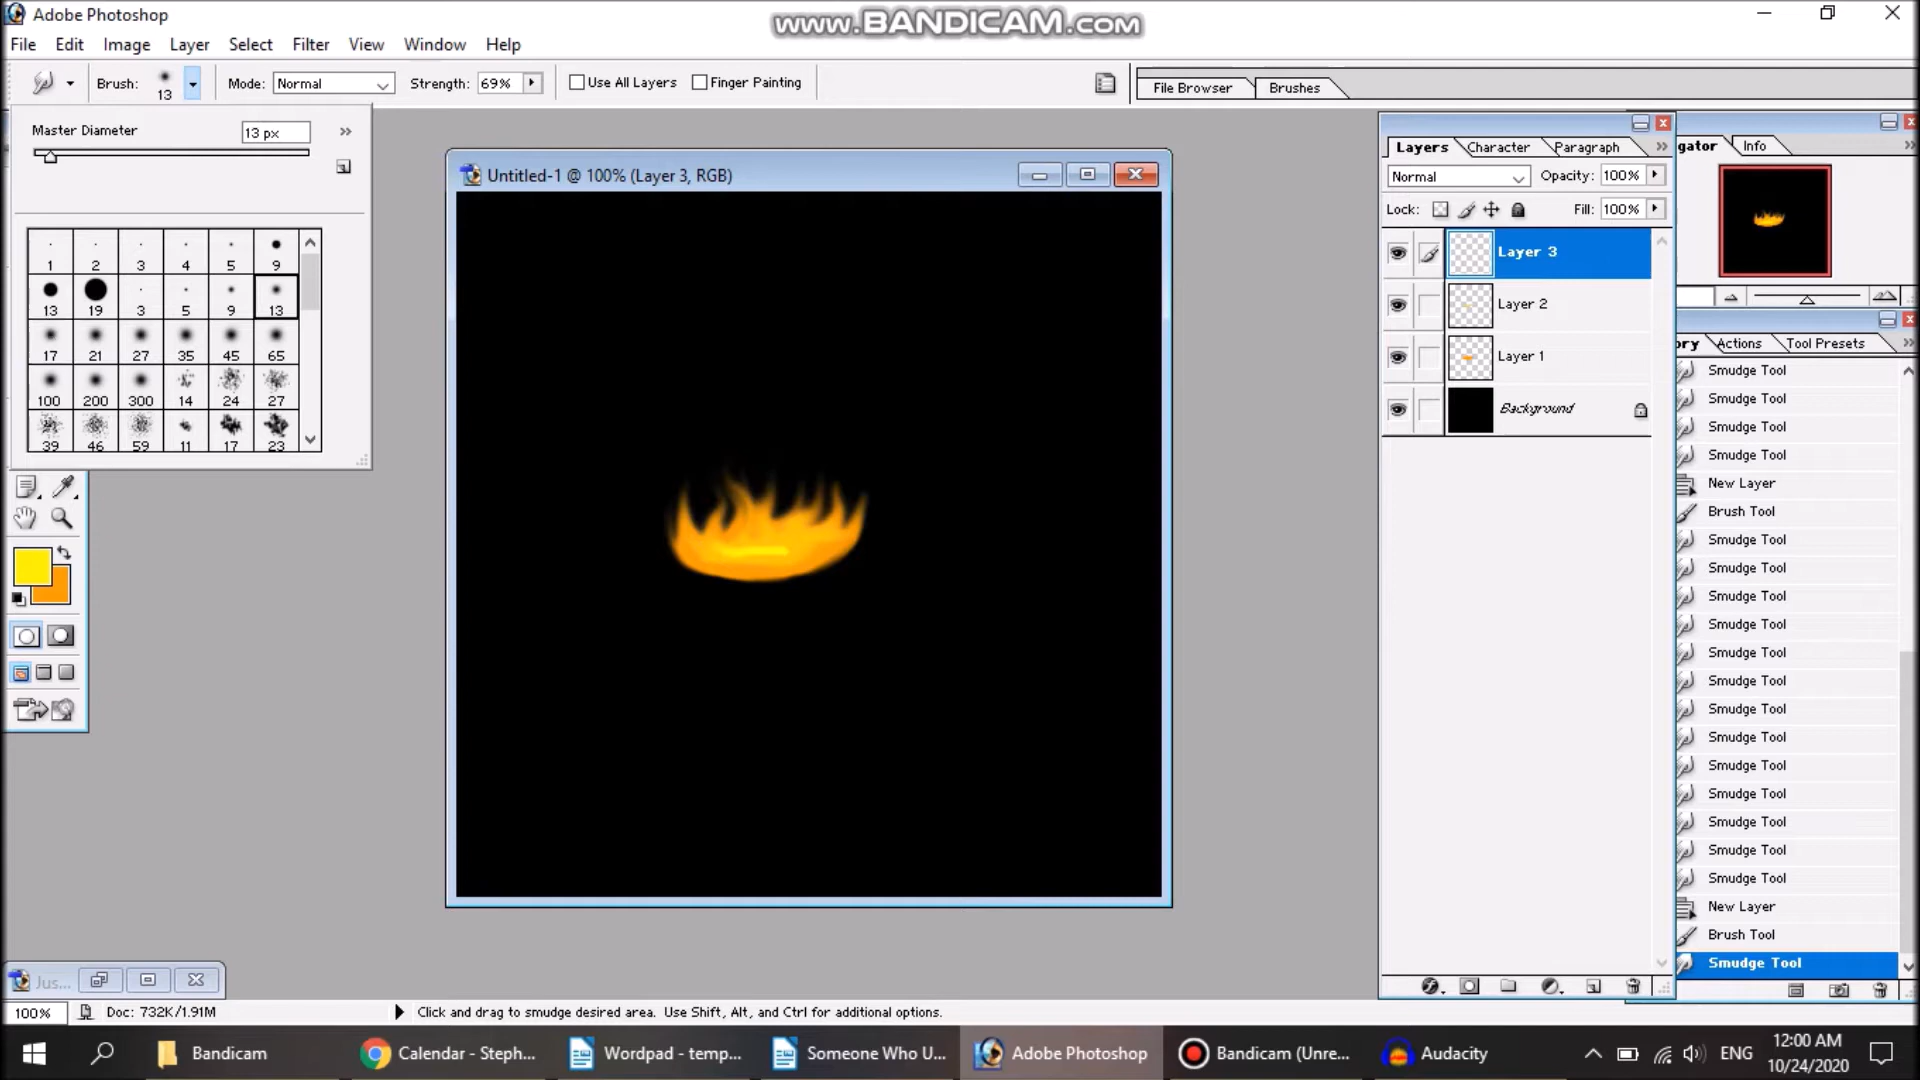 Adobe Photoshop
www.BANDICAM.com
File Edit Image Layer Select Filter View Window Help
Brush: 13 Mode: Normal Strength: 69% Use All Layers Finger Painting File Browser Brushes
Master Diameter 13 px
1 2 3 4 5 9
13 19 3 5 9 13
17 21 27 35 45 65
100 200 300 14 24 27
39 46 59 11 17 23
Untitled-1 @ 100% (Layer 3, RGB)
Layers Character Paragraph
Normal Opacity: 100%
Lock: Fill: 100%
Layer 3
Layer 2
Layer 1
Background
gator Info
ory Actions Tool Presets
Smudge Tool
Smudge Tool
Smudge Tool
Smudge Tool
New Layer
Brush Tool
Smudge Tool
Smudge Tool
Smudge Tool
Smudge Tool
Smudge Tool
Smudge Tool
Smudge Tool
Smudge Tool
Smudge Tool
Smudge Tool
Smudge Tool
Smudge Tool
Smudge Tool
New Layer
Brush Tool
Smudge Tool
Jus...
100% Doc: 732K/1.91M Click and drag to smudge desired area. Use Shift, Alt, and Ctrl for additional options.
Bandicam Calendar - Steph... Wordpad - temp... Someone Who U... Adobe Photoshop Bandicam (Unre... Audacity ENG 12:00 AM
10/24/2020